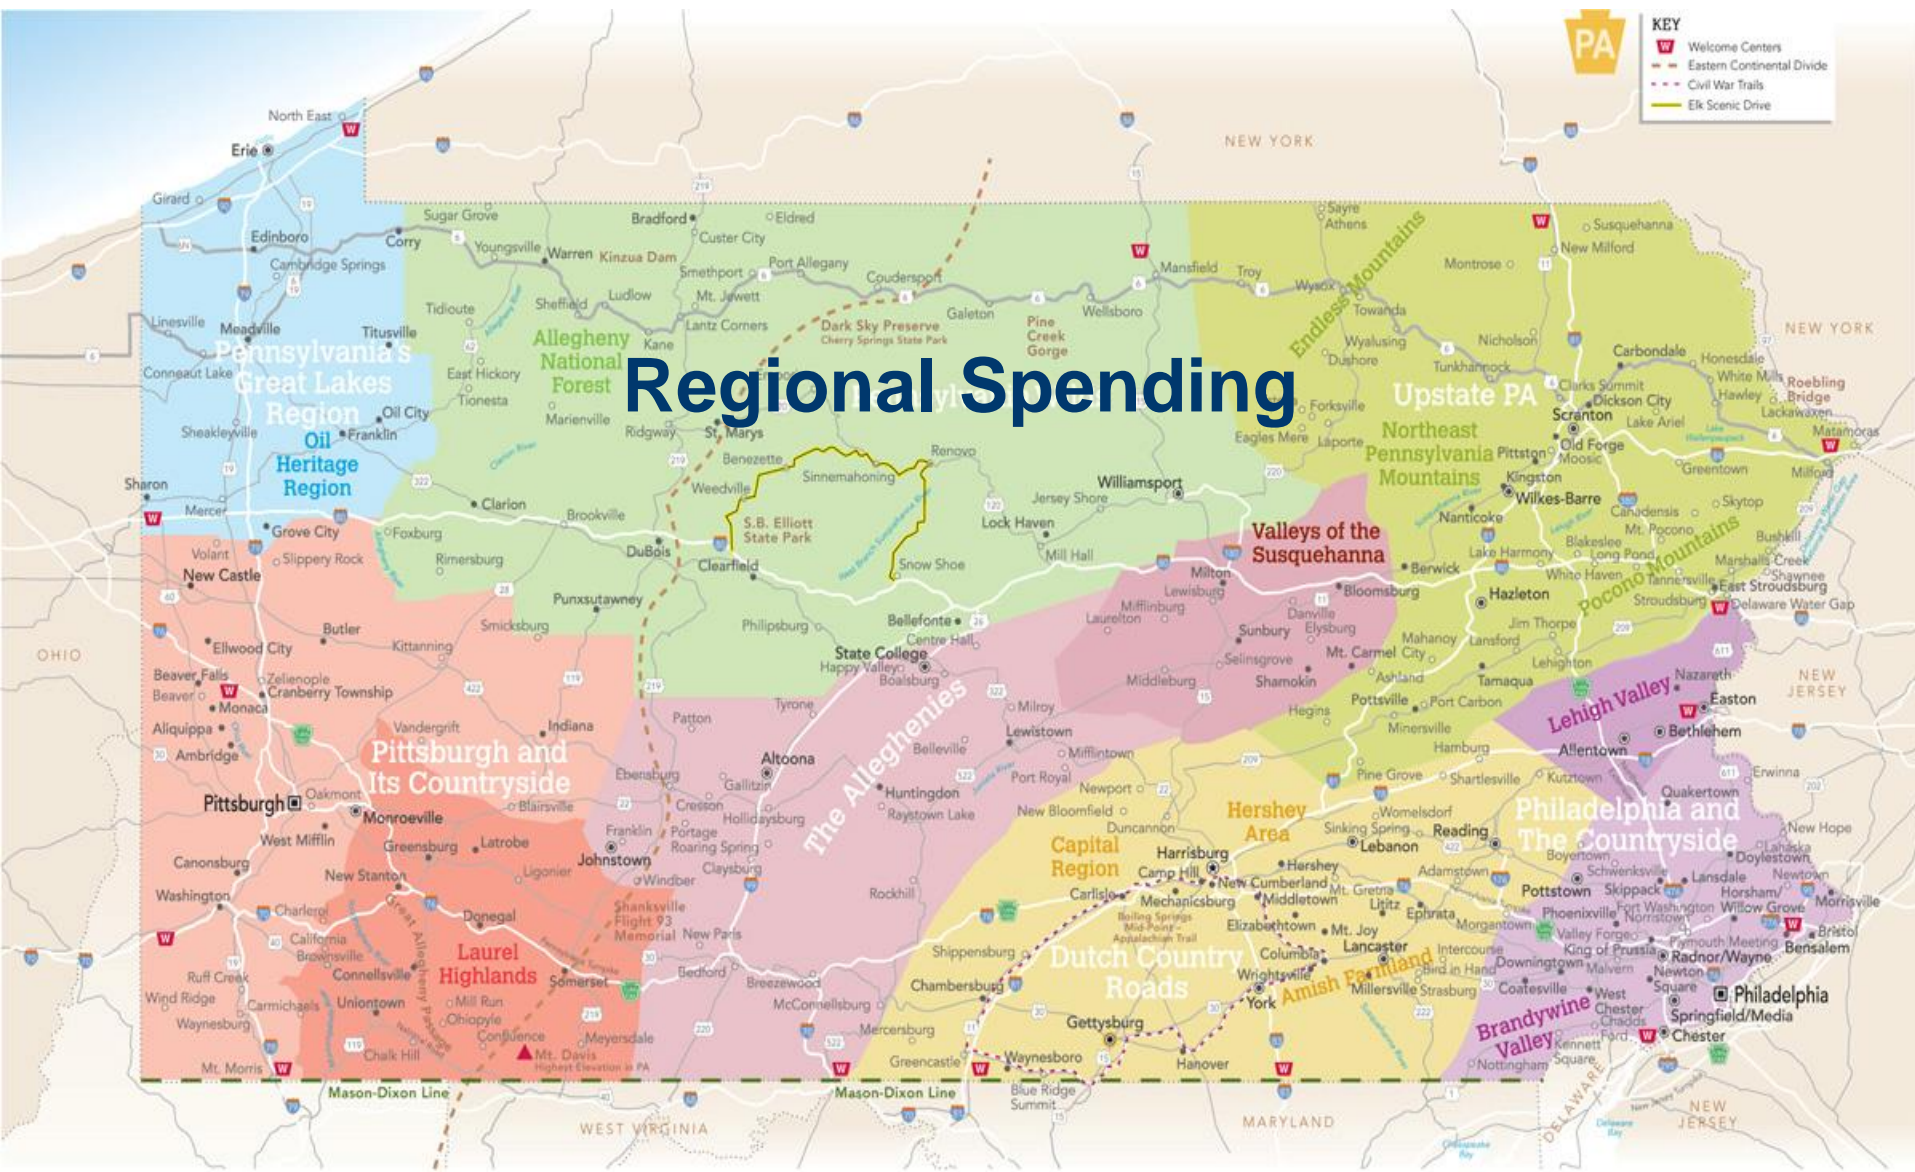 PA
KEY
W Welcome Centers
Eastern Continental Divide
Civil War Trails
Elk Scenic Drive
NEW YORK
North East
Erie
Girard
Edinboro
Corry
Cambridge Springs
Linesville
Meadville
Titusville
Conneaut Lake
Pennsylvania's
Great Lakes
Region
Oil City
Franklin
Sheakleyville
Oil
Heritage
Region
Sharon
Mercer
Sugar Grove
Youngsville
Warren
Kinzua Dam
Bradford
Custer City
Eldred
Smethport
Port Allegany
Coudersport
Tidioute
Sheffield
Ludlow
Mt. Jewett
Lantz Corners
Kane
Galeton
Wellsboro
Mansfield
Troy
Allegheny River
Allegheny
National
Forest
Dark Sky Preserve
Cherry Springs State Park
Pine
Creek
Gorge
Regional Spending
East Hickory
Tionesta
Marienville
Ridgway
St. Marys
Clarion River
Benezette
Sinnemahoning
Renovo
Weedville
S.B. Elliott
State Park
Clarion
Brookville
Foxburg
Rimersburg
DuBois
Clearfield
Snow Shoe
Lock Haven
Mill Hall
Jersey Shore
Williamsport
Punxsutawney
Philipsburg
Bellefonte
Centre Hall
State College
Happy Valley
Boalsburg
Sayre
Athens
Endless Mountains
Wysox
Towanda
Wyalusing
Dushore
Montrose
Susquehanna
New Milford
Nicholson
Tunkhannock
Forksville
Eagles Mere
Laporte
Upstate PA
Northeast
Pennsylvania
Mountains
Carbondale
Honesdale
White Mills
Hawley
Roebling
Bridge
Lackawaxen
Clarks Summit
Dickson City
Scranton
Lake Ariel
Matamoras
Old Forge
Moosic
Pittston
Kingston
Wilkes-Barre
Greentown
Milford
Nanticoke
Skytop
Canadensis
Mt. Pocono
Bushkill
Blakeslee
Long Pond
Lake Harmony
White Haven
Tannersville
Marshalls Creek
Shawnee
East Stroudsburg
Stroudsburg
Delaware Water Gap
Pocono Mountains
Berwick
Hazleton
Jim Thorpe
Mahanoy
City
Lansford
Lehighton
Tamaqua
Ashland
Pottsville
Port Carbon
Minersville
Hegins
NEW YORK
Valleys of the
Susquehanna
Milton
Lewisburg
Mifflinburg
Laurelton
Bloomsburg
Danville
Elysburg
Sunbury
Mt. Carmel
Selinsgrove
Shamokin
Middleburg
OHIO
Grove City
Volant
Slippery Rock
New Castle
Butler
Ellwood City
Kittanning
Smicksburg
Beaver Falls
Zelienople
Beaver
Cranberry Township
Monaca
Aliquippa
Ambridge
Vandergrift
Indiana
Pittsburgh and
Its Countryside
Pittsburgh
Oakmont
Monroeville
Blairsville
West Mifflin
Canonsburg
Washington
Charleroi
California
Brownsville
Ruff Creek
Wind Ridge
Carmichaels
Waynesburg
Mt. Morris
Greensburg
Latrobe
New Stanton
Ligonier
Donegal
Laurel
Highlands
Connellsville
Somerset
Uniontown
Mill Run
Ohiopyle
Confluence
Meyersdale
Chalk Hill
Mt. Davis
Highest Elevation in PA
Great Allegheny Passage
Shanksville
Flight 93
Memorial
Patton
Tyrone
Altoona
Ebensburg
Gallitzin
Cresson
Hollidaysburg
Franklin
Portage
Roaring Spring
Johnstown
Claysburg
Windber
New Paris
Bedford
Breezewood
McConnellsburg
The Alleghenies
Milroy
Lewistown
Belleville
Mifflintown
Port Royal
Huntingdon
Raystown Lake
Rockhill
Newport
New Bloomfield
Duncannon
Capital
Region
Hershey
Area
Harrisburg
Camp Hill
Hershey
Carlisle
New Cumberland
Mechanicsburg
Middletown
Boiling Springs
Mid-Point –
Appalachian Trail
Elizabethtown
Mt. Joy
Shippensburg
Chambersburg
Dutch Country
Roads
Columbia
Lancaster
Wrightsville
York
Amish Farmland
Intercourse
Bird in Hand
Millersville
Strasburg
Gettysburg
Mercersburg
Greencastle
Waynesboro
Blue Ridge
Summit
Hanover
Pine Grove
Shartlesville
Hamburg
Kutztown
Womelsdorf
Sinking Spring
Reading
Lebanon
Adamstown
Mt. Gretna
Lititz
Ephrata
Morgantown
Lehigh Valley
Nazareth
Easton
Bethlehem
Allentown
NEW
JERSEY
Erwinna
Quakertown
Philadelphia and
The Countryside
New Hope
Lahaska
Doylestown
Boyertown
Schwenksville
Lansdale
Newtown
Pottstown
Skippack
Horsham/
Willow Grove
Morrisville
Fort Washington
Phoenixville
Norristown
Valley Forge
Bristol
Plymouth Meeting
Bensalem
King of Prussia
Radnor/Wayne
Downingtown
Malvern
Newton
Square
Coatesville
West
Chester
Philadelphia
Springfield/Media
Chadds
Ford
Chester
Brandywine
Valley
Kennett
Square
Nottingham
Mason-Dixon Line
Mason-Dixon Line
WEST VIRGINIA
MARYLAND
DELAWARE
Delaware
Bay
NEW
JERSEY